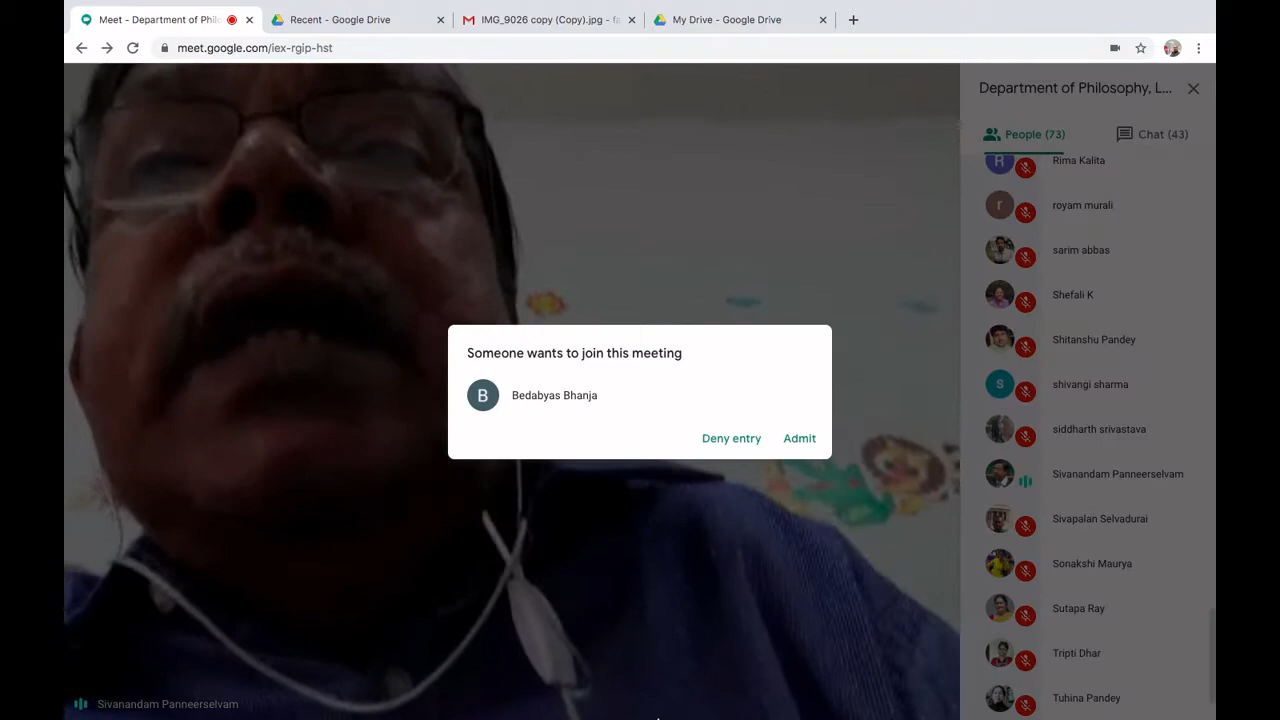 Meet - Department of Philo
Recent - Google Drive
IMG_9026 copy (Copy).jpg - fa
My Drive - Google Drive
meet.google.com/iex-rgip-hst
Department of Philosophy, L...
People (73)
Chat (43)
R Rima Kalita
r royam murali
sarim abbas
Shefali K
Shitanshu Pandey
s shivangi sharma
siddharth srivastava
Sivanandam Panneerselvam
Sivapalan Selvadurai
Sonakshi Maurya
Sutapa Ray
Tripti Dhar
Tuhina Pandey
Someone wants to join this meeting
B Bedabyas Bhanja
Deny entry Admit
Sivanandam Panneerselvam